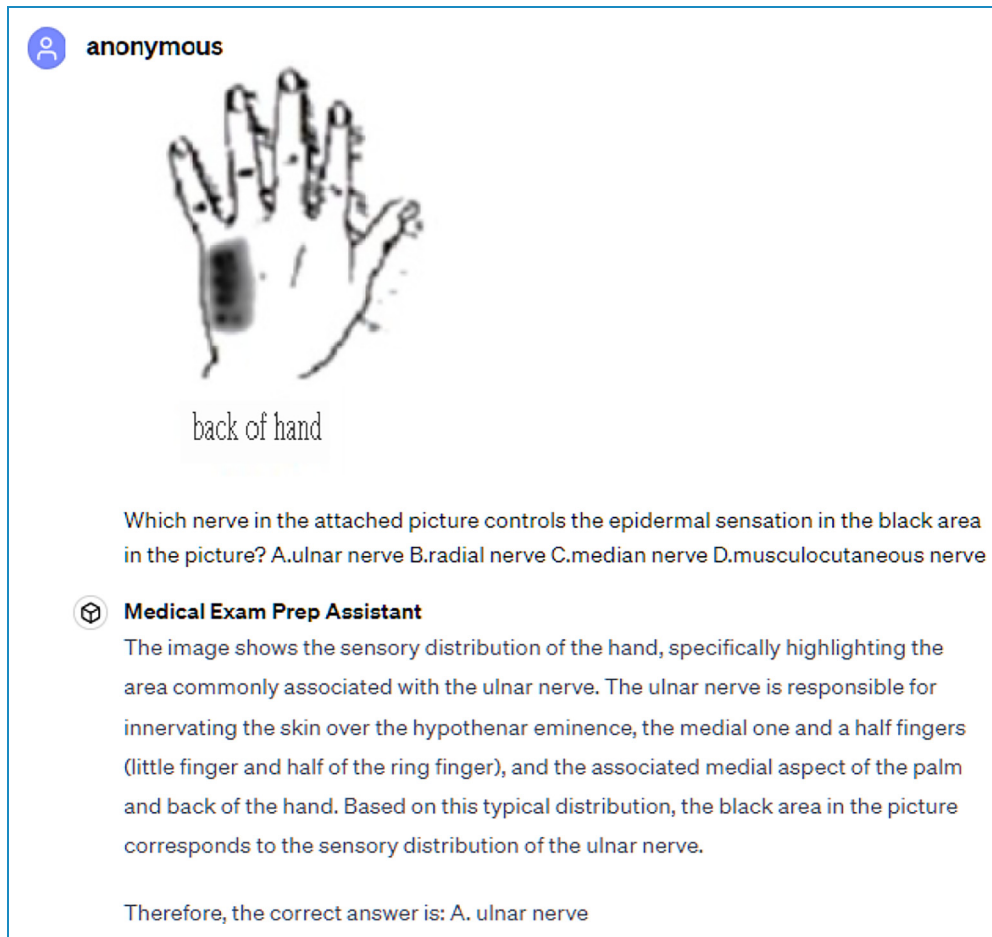 anonymous
back of hand
Which nerve in the attached picture controls the epidermal sensation in the black area
in the picture? A.ulnar nerve B.radial nerve C.median nerve D.musculocutaneous nerve
Medical Exam Prep Assistant
The image shows the sensory distribution of the hand, specifically highlighting the
area commonly associated with the ulnar nerve. The ulnar nerve is responsible for
innervating the skin over the hypothenar eminence, the medial one and a half fingers
(little finger and half of the ring finger), and the associated medial aspect of the palm
and back of the hand. Based on this typical distribution, the black area in the picture
corresponds to the sensory distribution of the ulnar nerve.
Therefore, the correct answer is: A. ulnar nerve